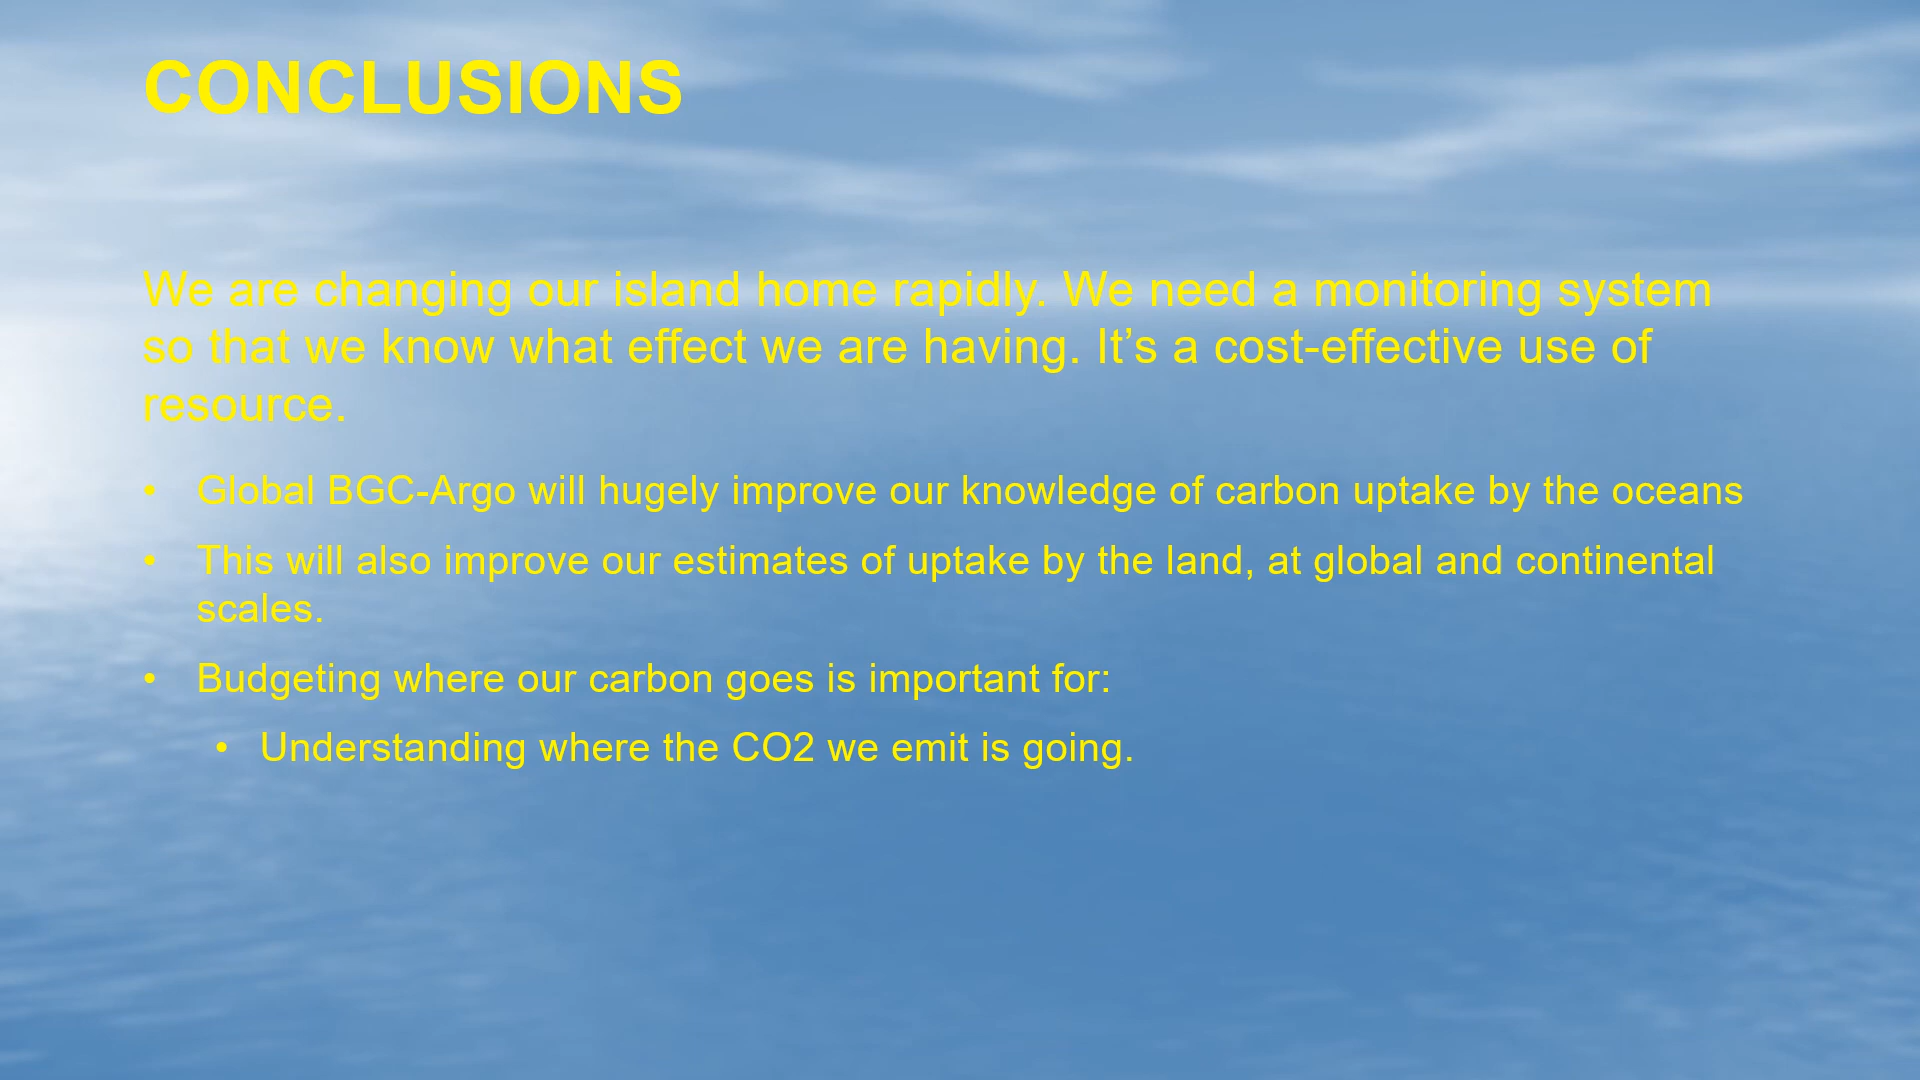 CONCLUSIONS
We are changing our island home rapidly. We need a monitoring system
so that we know what effect we are having. It’s a cost-effective use of
resource.
• Global BGC-Argo will hugely improve our knowledge of carbon uptake by the oceans
• This will also improve our estimates of uptake by the land, at global and continental
scales.
• Budgeting where our carbon goes is important for:
• Understanding where the CO2 we emit is going.